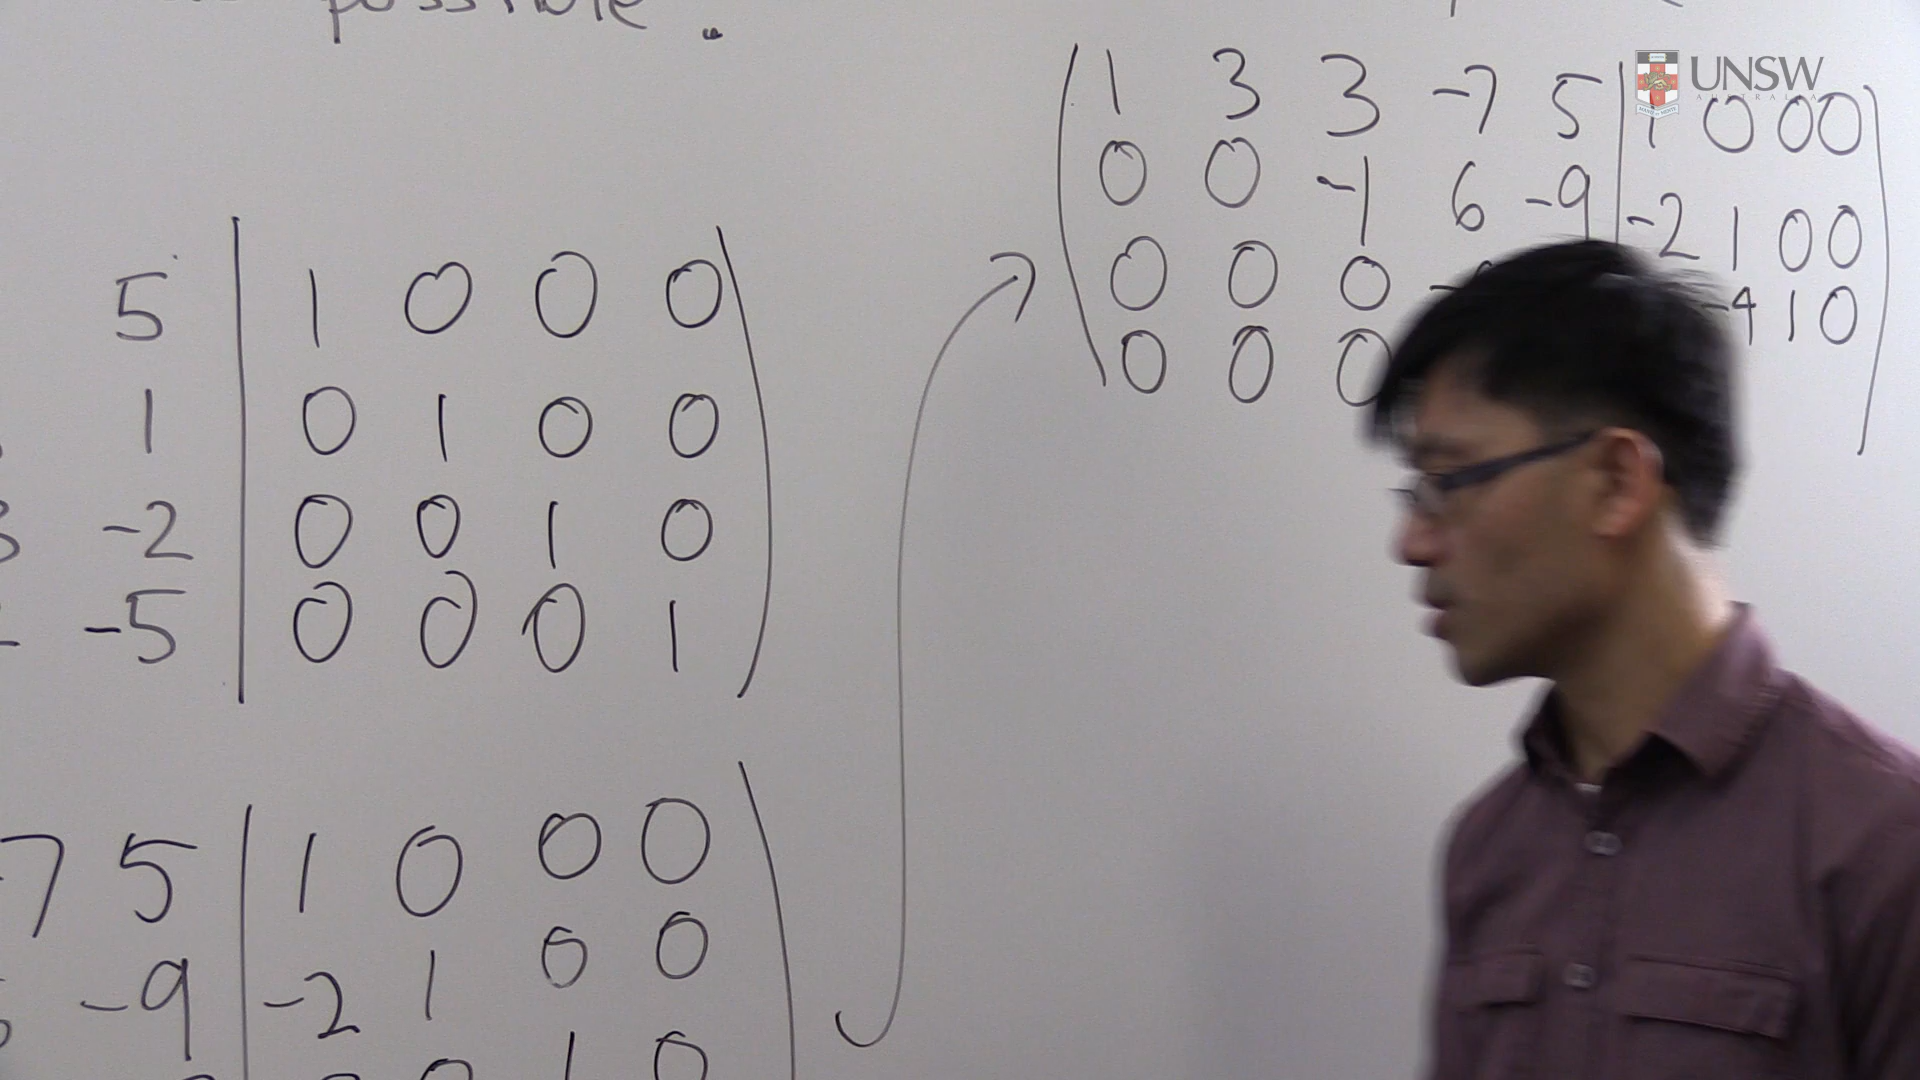 possible.
5 | 1 0 0 0
1 | 0 1 0 0
-2 | 0 0 1 0
-5 | 0 0 0 1
7 5 | 1 0 0 0
-9 | -2 1 0 0
1 0
1 3 3 -7 5 | 1 0 0 0
0 0 -1 6 -9 | -2 1 0 0
0 0 0 -4 1 0
0 0 0
UNSW
AUSTRALIA